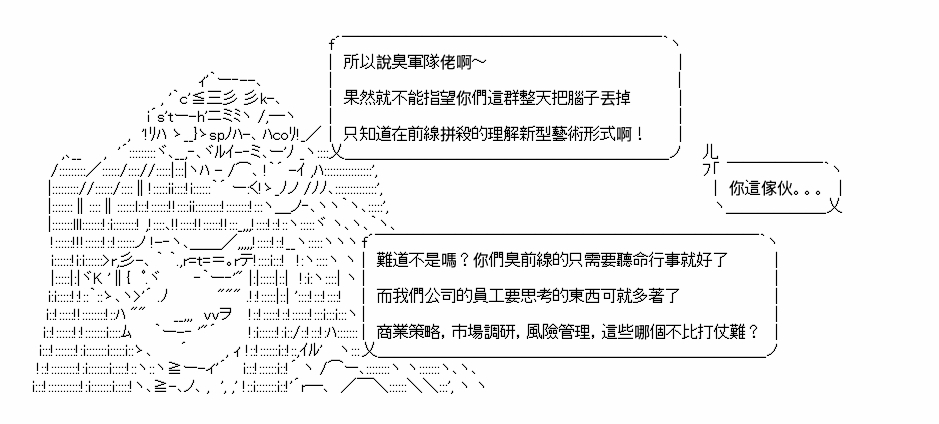 所以說臭軍隊佬啊～
果然就不能指望你們這群整天把腦子丟掉
只知道在前線拼殺的理解新型藝術形式啊！
你這傢伙。。。
難道不是嗎？你們臭前線的只需要聽命行事就好了
而我們公司的員工要思考的東西可就多著了
商業策略，市場調研，風險管理，這些哪個不比打仗難？